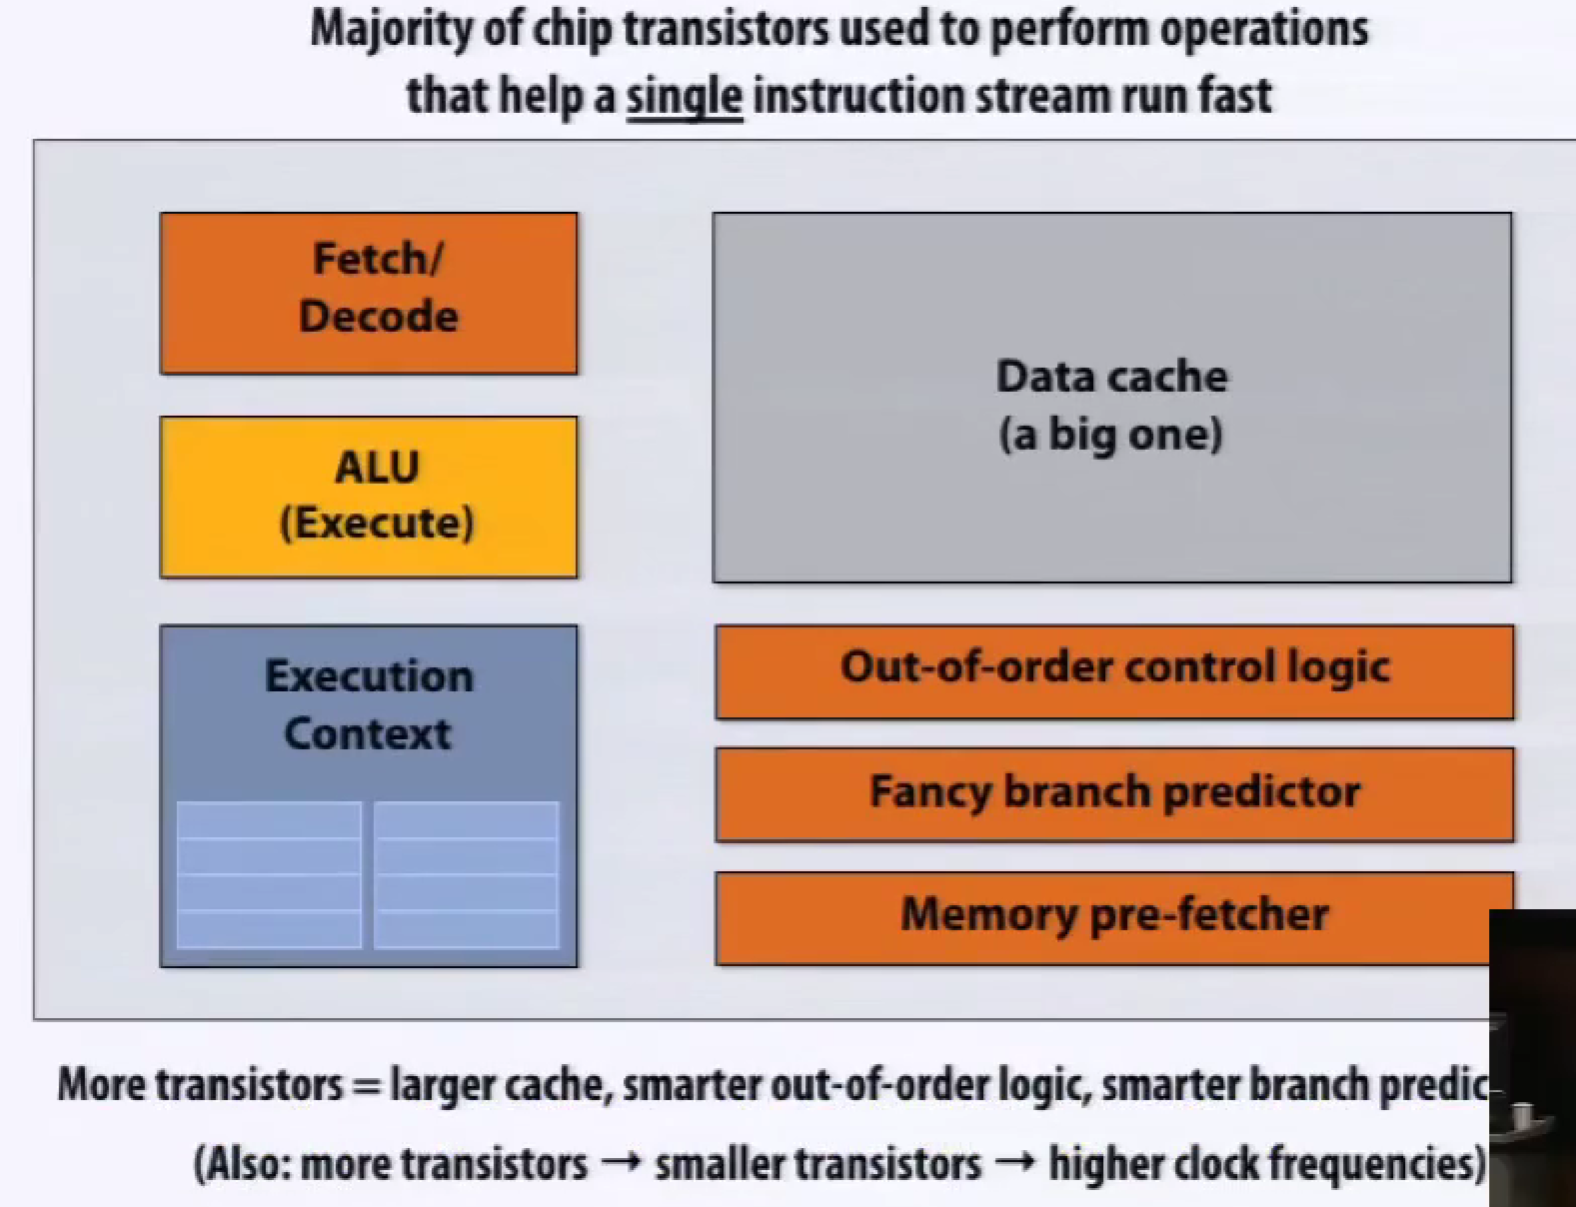 Majority of chip transistors used to perform operations
that help a single instruction stream run fast
Fetch/
Decode
Data cache
(a big one)
ALU
(Execute)
Execution
Context
Out-of-order control logic
Fancy branch predictor
Memory pre-fetcher
More transistors = larger cache, smarter out-of-order logic, smarter branch predic
(Also: more transistors → smaller transistors → higher clock frequencies)